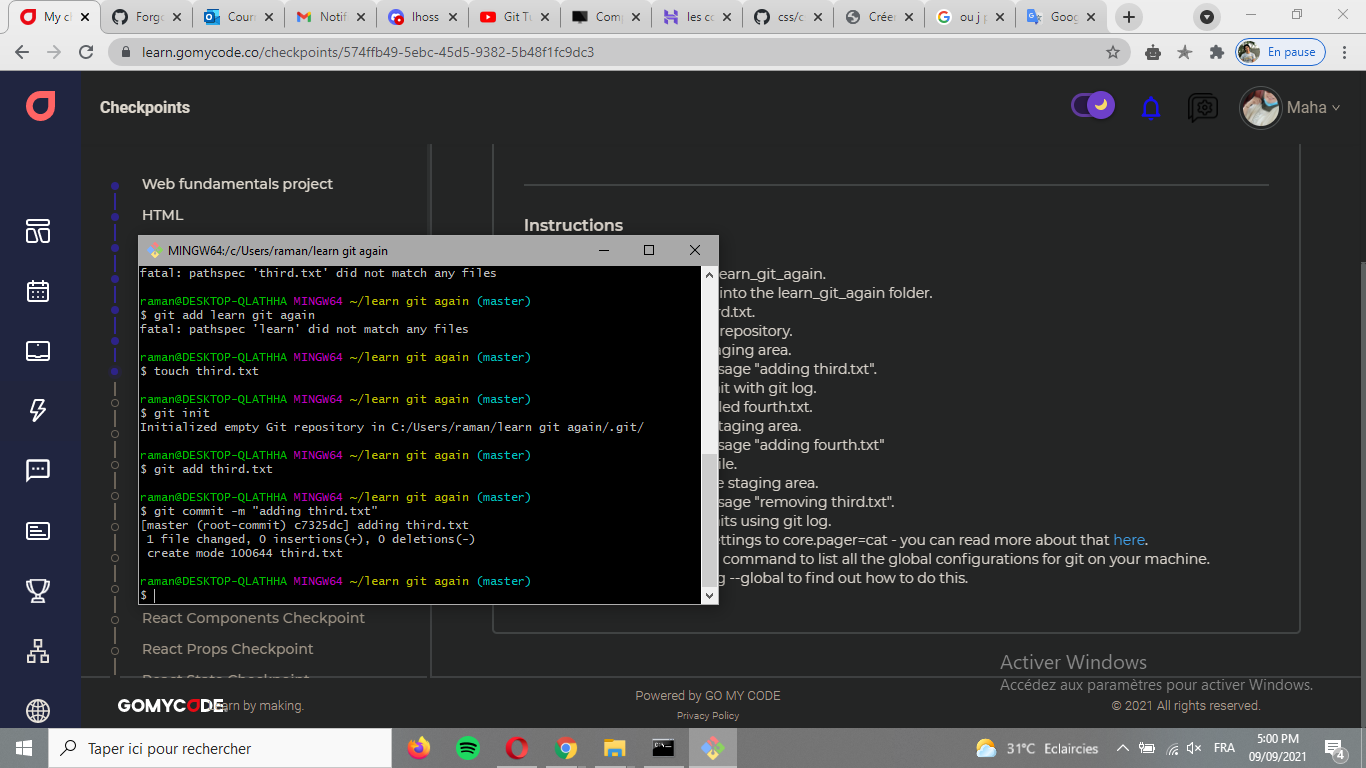 My c
Forg
Cour
Notif
lhoss
Git Tu
Comp
les co
css/c
Crée
ou j p
Goog
learn.gomycode.co/checkpoints/574ffb49-5ebc-45d5-9382-5b48f1fc9dc3
En pause
Checkpoints
Maha
Web fundamentals project
HTML
Instructions
MINGW64:/c/Users/raman/learn git again
fatal: pathspec 'third.txt' did not match any files
raman@DESKTOP-QLATHHA MINGW64 ~/learn git again (master)
$ git add learn git again
fatal: pathspec 'learn' did not match any files
raman@DESKTOP-QLATHHA MINGW64 ~/learn git again (master)
$ touch third.txt
raman@DESKTOP-QLATHHA MINGW64 ~/learn git again (master)
$ git init
Initialized empty Git repository in C:/Users/raman/learn git again/.git/
raman@DESKTOP-QLATHHA MINGW64 ~/learn git again (master)
$ git add third.txt
raman@DESKTOP-QLATHHA MINGW64 ~/learn git again (master)
$ git commit -m "adding third.txt"
[master (root-commit) c7325dc] adding third.txt
1 file changed, 0 insertions(+), 0 deletions(-)
create mode 100644 third.txt
raman@DESKTOP-QLATHHA MINGW64 ~/learn git again (master)
$
earn_git_again.
into the learn_git_again folder.
rd.txt.
repository.
aging area.
sage "adding third.txt".
it with git log.
led fourth.txt.
taging area.
sage "adding fourth.txt"
ile.
e staging area.
sage "removing third.txt".
its using git log.
ettings to core.pager=cat - you can read more about that here.
command to list all the global configurations for git on your machine.
g --global to find out how to do this.
React Components Checkpoint
React Props Checkpoint
React State Checkpoint
GOMYCODE
Learn by making.
Powered by GO MY CODE
Privacy Policy
Activer Windows
Accédez aux paramètres pour activer Windows.
© 2021 All rights reserved.
Taper ici pour rechercher
31°C Eclaircies
FRA
5:00 PM
09/09/2021
4